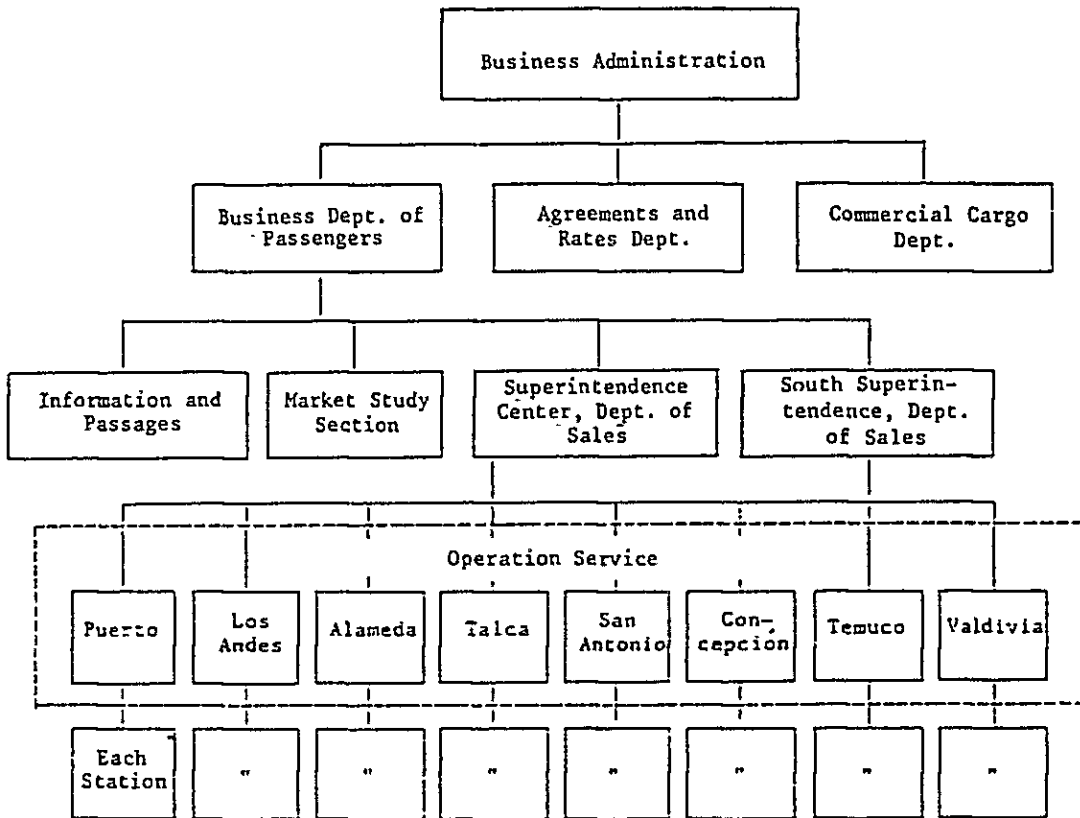 Business Administration
Business Dept. of
Passengers
Agreements and
Rates Dept.
Commercial Cargo
Dept.
Information and
Passages
Market Study
Section
Superintendence
Center, Dept. of
Sales
South Superin-
tendence, Dept.
of Sales
Operation Service
Puerto
Los
Andes
Alameda
Talca
San
Antonio
Con-
cepción
Temuco
Valdivia
Each
Station
"
"
"
"
"
"
"